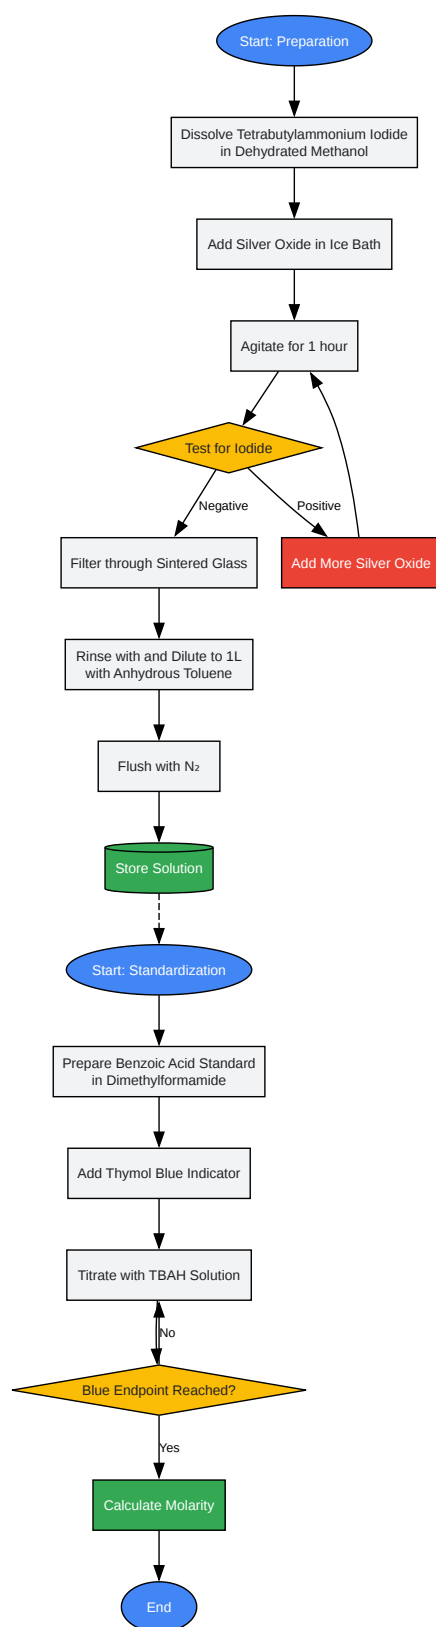 Start: Preparation
Dissolve Tetrabutylammonium Iodide
in Dehydrated Methanol
Add Silver Oxide in Ice Bath
Agitate for 1 hour
Test for Iodide
Negative
Positive
Filter through Sintered Glass
Add More Silver Oxide
Rinse with and Dilute to 1L
with Anhydrous Toluene
Flush with N₂
Store Solution
Start: Standardization
Prepare Benzoic Acid Standard
in Dimethylformamide
Add Thymol Blue Indicator
Titrate with TBAH Solution
No
Blue Endpoint Reached?
Yes
Calculate Molarity
End